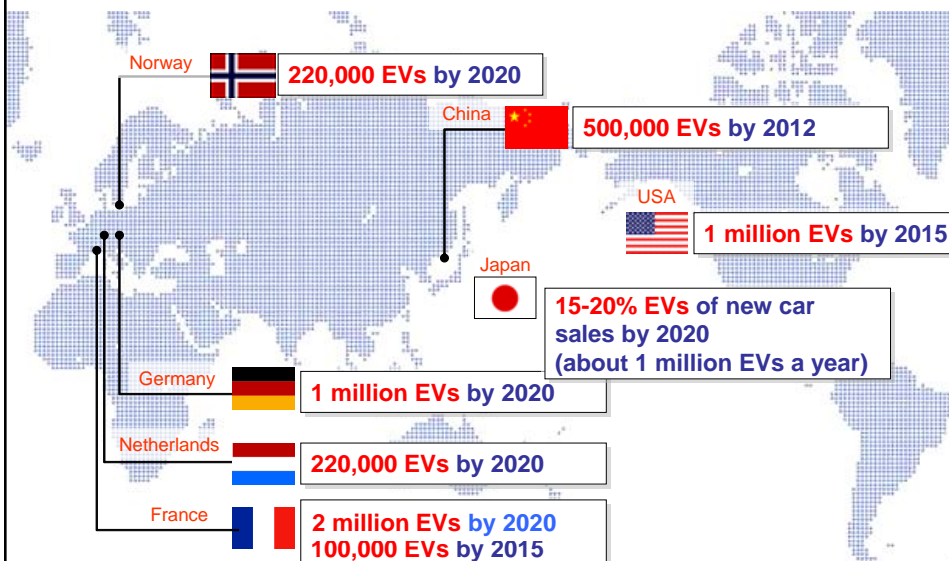 Norway
220,000 EVs by 2020
China
500,000 EVs by 2012
USA
1 million EVs by 2015
Japan
15-20% EVs of new car
sales by 2020
(about 1 million EVs a year)
Germany
1 million EVs by 2020
Netherlands
220,000 EVs by 2020
France
2 million EVs by 2020
100,000 EVs by 2015